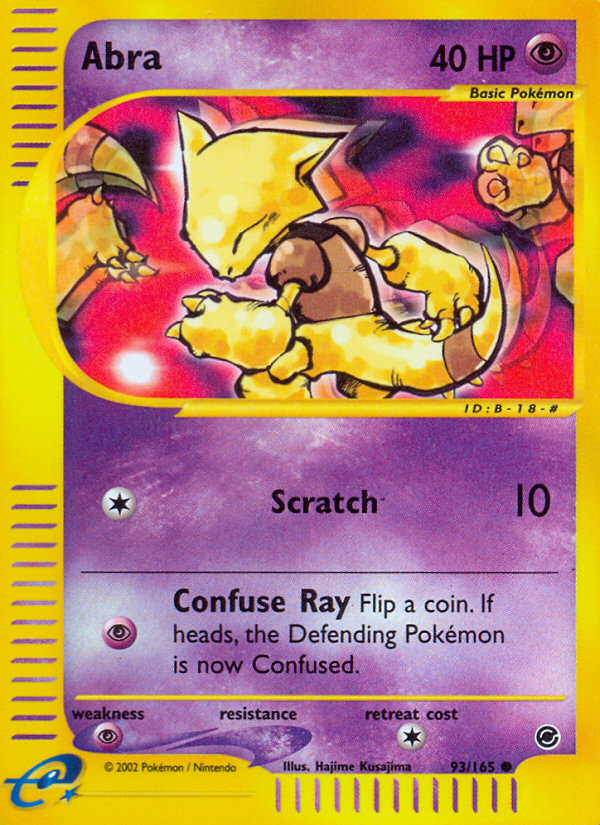 Abra
40 HP
Basic Pokémon
ID:B-18-#
Scratch 10
Confuse Ray Flip a coin. If
heads, the Defending Pokémon
is now Confused.
weakness resistance retreat cost
© 2002 Pokémon / Nintendo Illus. Hajime Kusajima 93/165
e